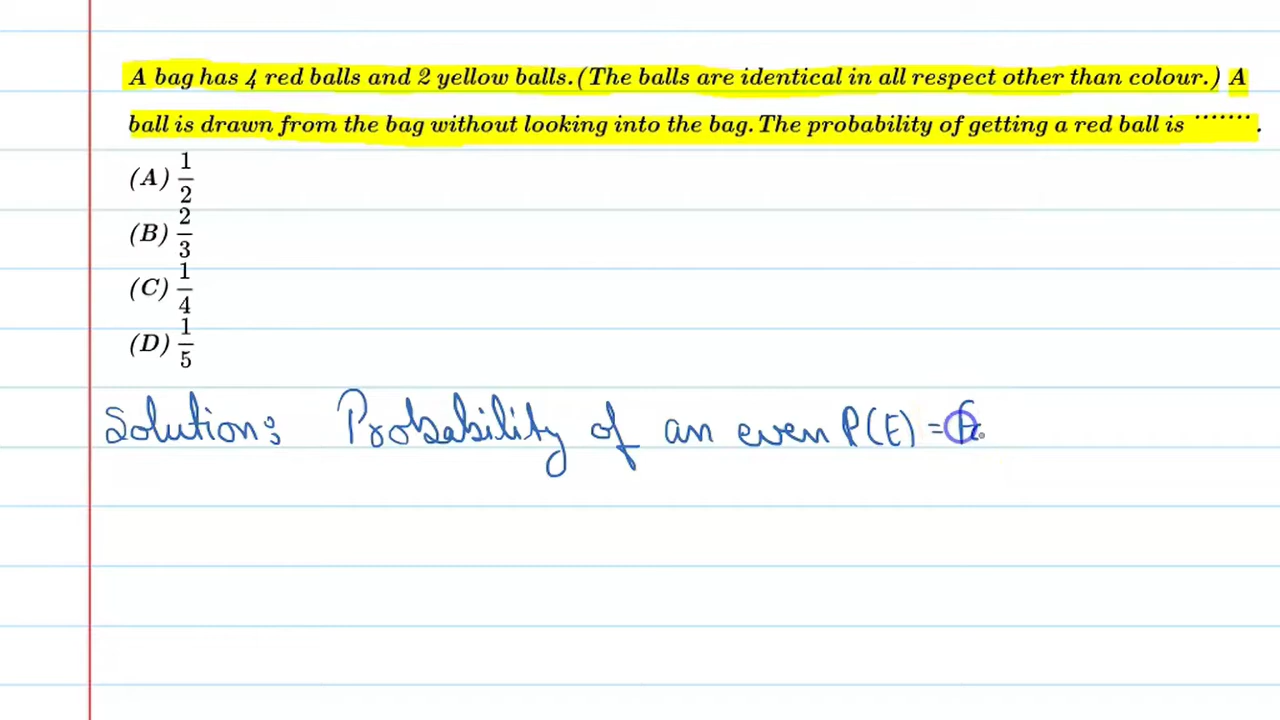 A bag has 4 red balls and 2 yellow balls. (The balls are identical in all respect other than colour.) A
ball is drawn from the bag without looking into the bag. The probability of getting a red ball is ....... .
(A) 1/2
(B) 2/3
(C) 1/4
(D) 1/5
Solution: Probability of an even P(E) =